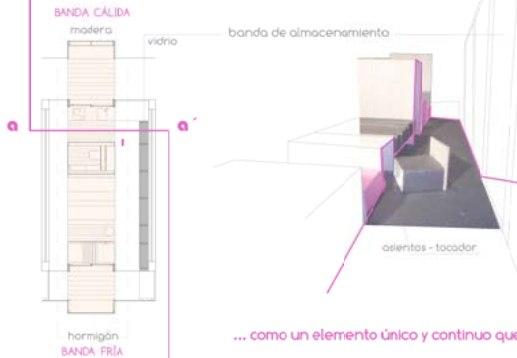 BANDA CÁLIDA
madera
vidrio
banda de almacenamiento
a
a´
asientos - tocador
hormigón
BANDA FRÍA
... como un elemento único y continuo que